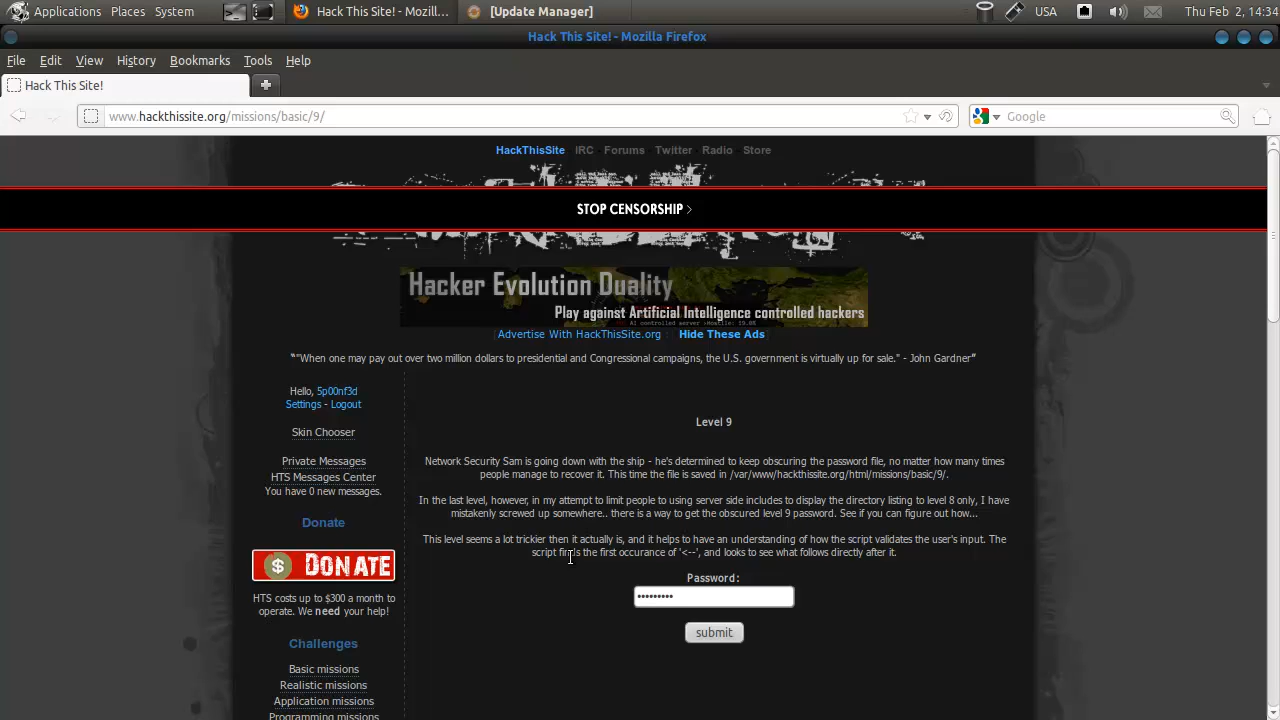 Applications Places System
Hack This Site! - Mozill...
[Update Manager]
USA
Thu Feb 2, 14:34
Hack This Site! - Mozilla Firefox
File Edit View History Bookmarks Tools Help
Hack This Site!
www.hackthissite.org/missions/basic/9/
Google
HackThisSite IRC Forums Twitter Radio Store
STOP CENSORSHIP >
Hacker Evolution Duality
Play against Artificial Intelligence controlled hackers
Advertise With HackThisSite.org Hide These Ads
""When one may pay out over two million dollars to presidential and Congressional campaigns, the U.S. government is virtually up for sale." - John Gardner"
Hello, 5p00nf3d
Settings - Logout
Skin Chooser
Private Messages
HTS Messages Center
You have 0 new messages.
Donate
$ DONATE
HTS costs up to $300 a month to
operate. We need your help!
Challenges
Basic missions
Realistic missions
Application missions
Programming missions
Level 9
Network Security Sam is going down with the ship - he's determined to keep obscuring the password file, no matter how many times
people manage to recover it. This time the file is saved in /var/www/hackthissite.org/html/missions/basic/9/.
In the last level, however, in my attempt to limit people to using server side includes to display the directory listing to level 8 only, I have
mistakenly screwed up somewhere.. there is a way to get the obscured level 9 password. See if you can figure out how...
This level seems a lot trickier then it actually is, and it helps to have an understanding of how the script validates the user's input. The
script finds the first occurance of '<--', and looks to see what follows directly after it.
Password:
•••••••••
submit